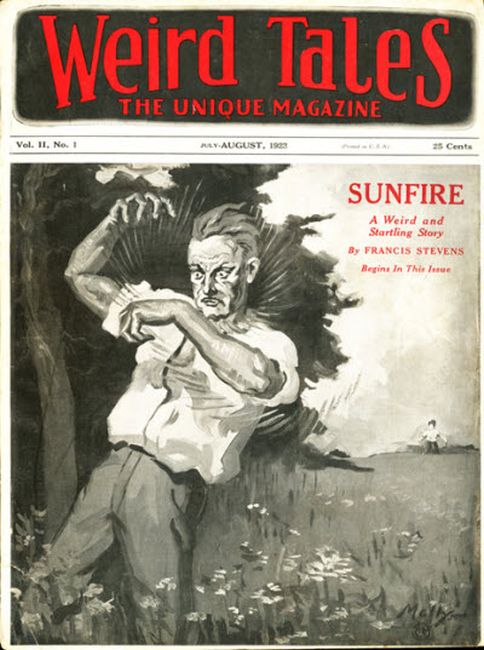 Weird Tales
THE UNIQUE MAGAZINE
Vol. II, No. 1 JULY-AUGUST, 1923 (Printed in U.S.A.) 25 Cents
SUNFIRE
A Weird and
Startling Story
By FRANCIS STEVENS
Begins In This Issue